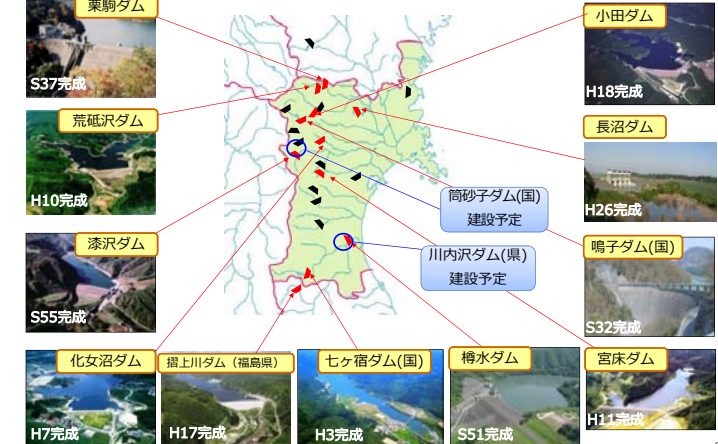 栗駒ダム
S37完成
荒砥沢ダム
H10完成
漆沢ダム
S55完成
化女沼ダム
H7完成
摺上川ダム（福島県）
H17完成
七ヶ宿ダム(国)
H3完成
樽水ダム
S51完成
宮床ダム
H11完成
鳴子ダム(国)
S32完成
長沼ダム
H26完成
小田ダム
H18完成
筒砂子ダム(国)
建設予定
川内沢ダム(県)
建設予定